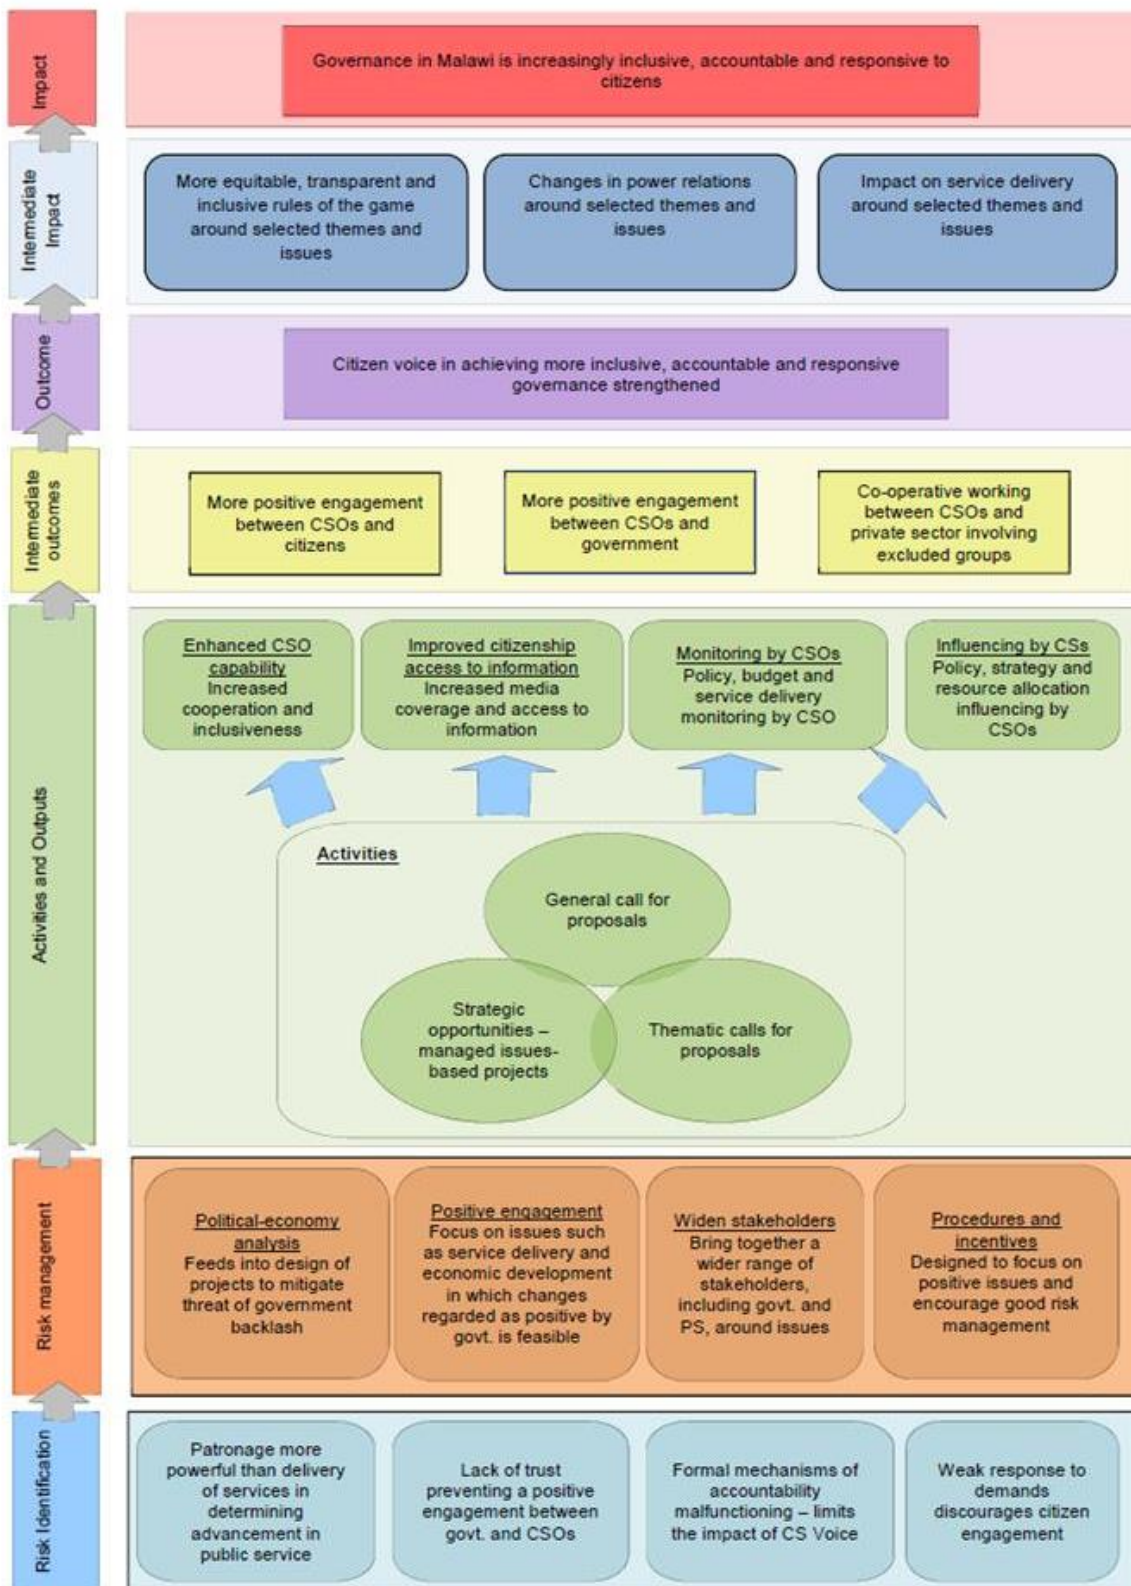 Impact
Governance in Malawi is increasingly inclusive, accountable and responsive to
citizens
Intermediate
Impact
More equitable, transparent and
inclusive rules of the game
around selected themes and
issues
Changes in power relations
around selected themes and
issues
Impact on service delivery
around selected themes and
issues
Outcome
Citizen voice in achieving more inclusive, accountable and responsive
governance strengthened
Intermediate
outcomes
More positive engagement
between CSOs and
citizens
More positive engagement
between CSOs and
government
Co-operative working
between CSOs and
private sector involving
excluded groups
Activities and Outputs
Enhanced CSO
capability
Increased
cooperation and
inclusiveness
Improved citizenship
access to information
Increased media
coverage and access to
information
Monitoring by CSOs
Policy, budget and
service delivery
monitoring by CSO
Influencing by CSs
Policy, strategy and
resource allocation
influencing by
CSOs
Activities
General call for
proposals
Strategic
opportunities –
managed issues-
based projects
Thematic calls for
proposals
Risk management
Political-economy
analysis
Feeds into design of
projects to mitigate
threat of government
backlash
Positive engagement
Focus on issues such
as service delivery and
economic development
in which changes
regarded as positive by
govt. is feasible
Widen stakeholders
Bring together a
wider range of
stakeholders,
including govt. and
PS, around issues
Procedures and
incentives
Designed to focus on
positive issues and
encourage good risk
management
Risk Identification
Patronage more
powerful than delivery
of services in
determining
advancement in
public service
Lack of trust
preventing a positive
engagement between
govt. and CSOs
Formal mechanisms of
accountability
malfunctioning – limits
the impact of CS Voice
Weak response to
demands
discourages citizen
engagement